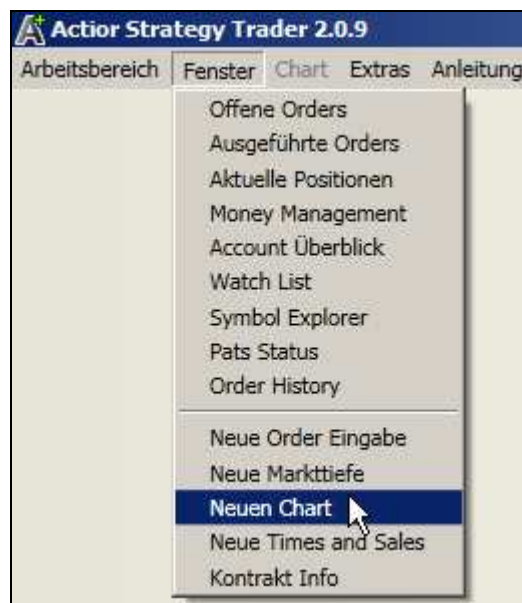 Actior Strategy Trader 2.0.9
Arbeitsbereich Fenster Chart Extras Anleitung
Offene Orders
Ausgeführte Orders
Aktuelle Positionen
Money Management
Account Überblick
Watch List
Symbol Explorer
Pats Status
Order History
Neue Order Eingabe
Neue Markttiefe
Neuen Chart
Neue Times and Sales
Kontrakt Info